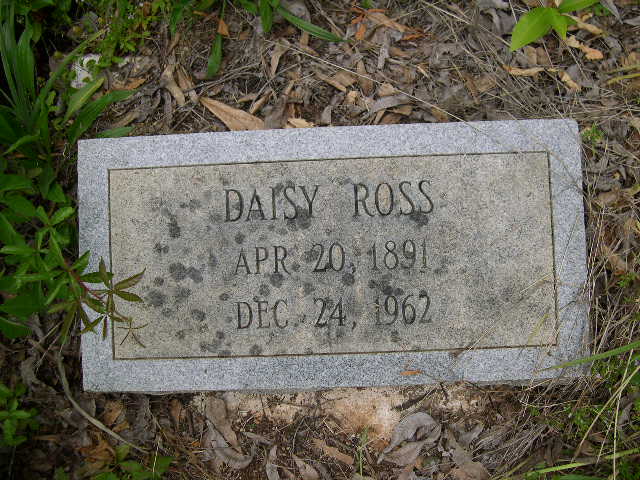 DAISY ROSS
APR 20, 1891
DEC 24, 1962